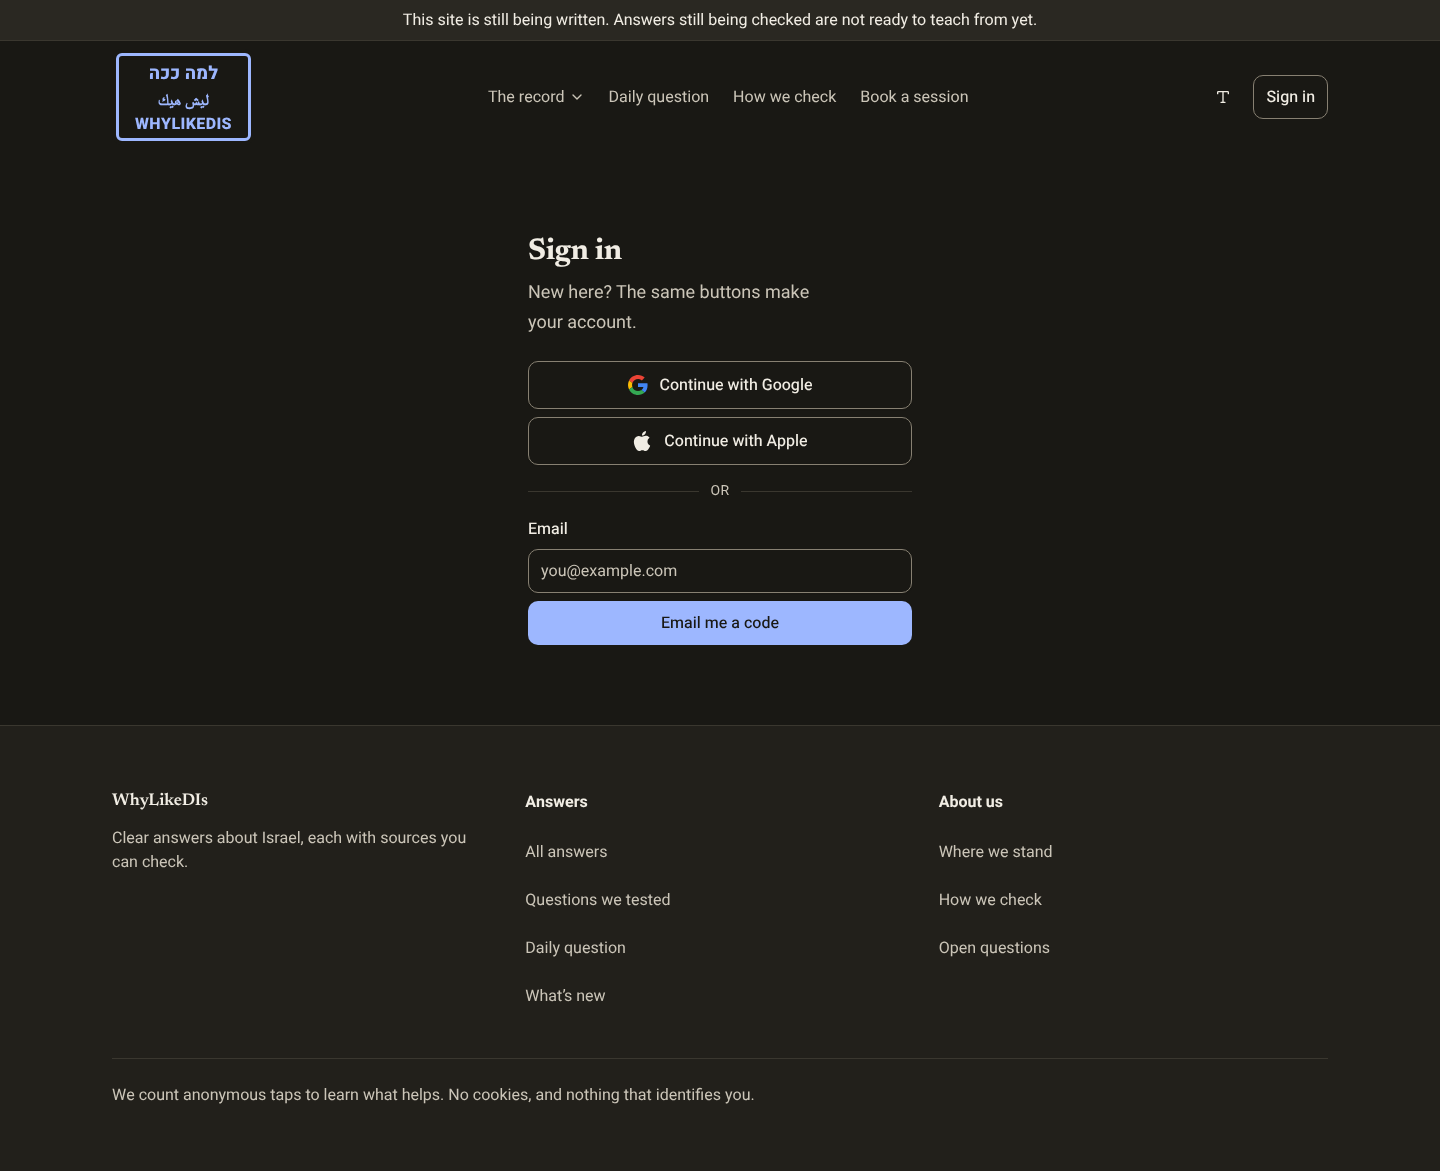 This site is still being written. Answers still being checked are not ready to teach from yet.
למה ככה
ليش هيك
WHYLIKEDIS
The record
Daily question
How we check
Book a session
T
Sign in
Sign in
New here? The same buttons make
your account.
Continue with Google
Continue with Apple
OR
Email
you@example.com
Email me a code
WhyLikeDIs
Clear answers about Israel, each with sources you
can check.
Answers
All answers
Questions we tested
Daily question
What’s new
About us
Where we stand
How we check
Open questions
We count anonymous taps to learn what helps. No cookies, and nothing that identifies you.